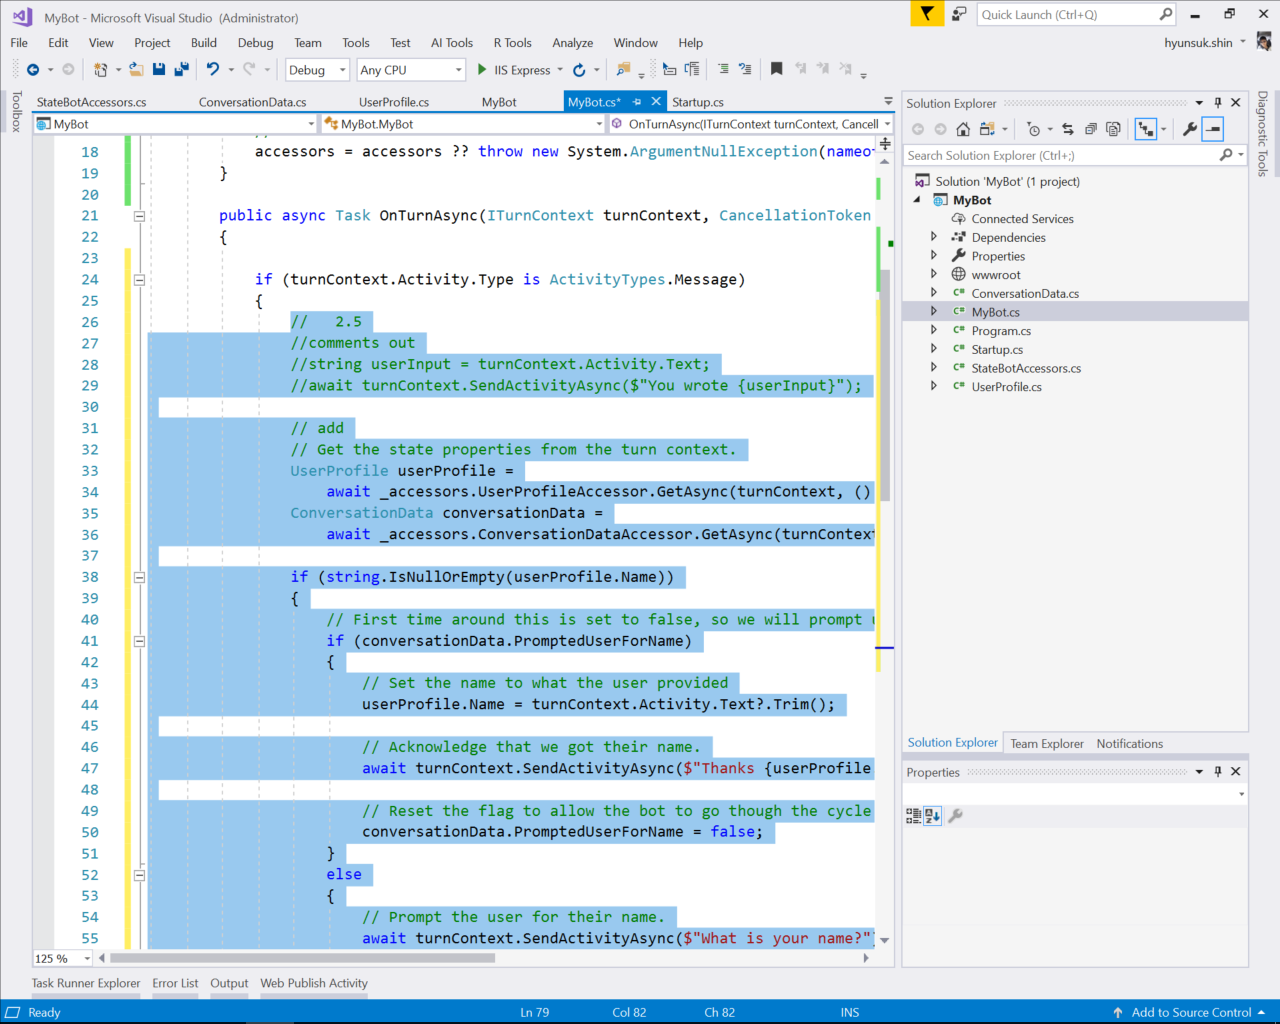 MyBot - Microsoft Visual Studio (Administrator)
Quick Launch (Ctrl+Q)
File Edit View Project Build Debug Team Tools Test AI Tools R Tools Analyze Window Help
hyunsuk.shin
Debug Any CPU IIS Express
Toolbox
StateBotAccessors.cs ConversationData.cs UserProfile.cs MyBot MyBot.cs* Startup.cs
MyBot MyBot.MyBot OnTurnAsync(ITurnContext turnContext, Cancell
//
18 accessors = accessors ?? throw new System.ArgumentNullException(nameo
19 }
20
21 public async Task OnTurnAsync(ITurnContext turnContext, CancellationToken
22 {
23
24 if (turnContext.Activity.Type is ActivityTypes.Message)
25 {
26 // 2.5
27 //comments out
28 //string userInput = turnContext.Activity.Text;
29 //await turnContext.SendActivityAsync($"You wrote {userInput}");
30
31 // add
32 // Get the state properties from the turn context.
33 UserProfile userProfile =
34 await _accessors.UserProfileAccessor.GetAsync(turnContext, ()
35 ConversationData conversationData =
36 await _accessors.ConversationDataAccessor.GetAsync(turnContext
37
38 if (string.IsNullOrEmpty(userProfile.Name))
39 {
40 // First time around this is set to false, so we will prompt u
41 if (conversationData.PromptedUserForName)
42 {
43 // Set the name to what the user provided
44 userProfile.Name = turnContext.Activity.Text?.Trim();
45
46 // Acknowledge that we got their name.
47 await turnContext.SendActivityAsync($"Thanks {userProfile
48
49 // Reset the flag to allow the bot to go though the cycle
50 conversationData.PromptedUserForName = false;
51 }
52 else
53 {
54 // Prompt the user for their name.
55 await turnContext.SendActivityAsync($"What is your name?")
125 %
Solution Explorer
Search Solution Explorer (Ctrl+;)
Solution 'MyBot' (1 project)
MyBot
Connected Services
Dependencies
Properties
wwwroot
C# ConversationData.cs
C# MyBot.cs
C# Program.cs
C# Startup.cs
C# StateBotAccessors.cs
C# UserProfile.cs
Solution Explorer Team Explorer Notifications
Properties
Diagnostic Tools
Task Runner Explorer Error List Output Web Publish Activity
Ready Ln 79 Col 82 Ch 82 INS Add to Source Control